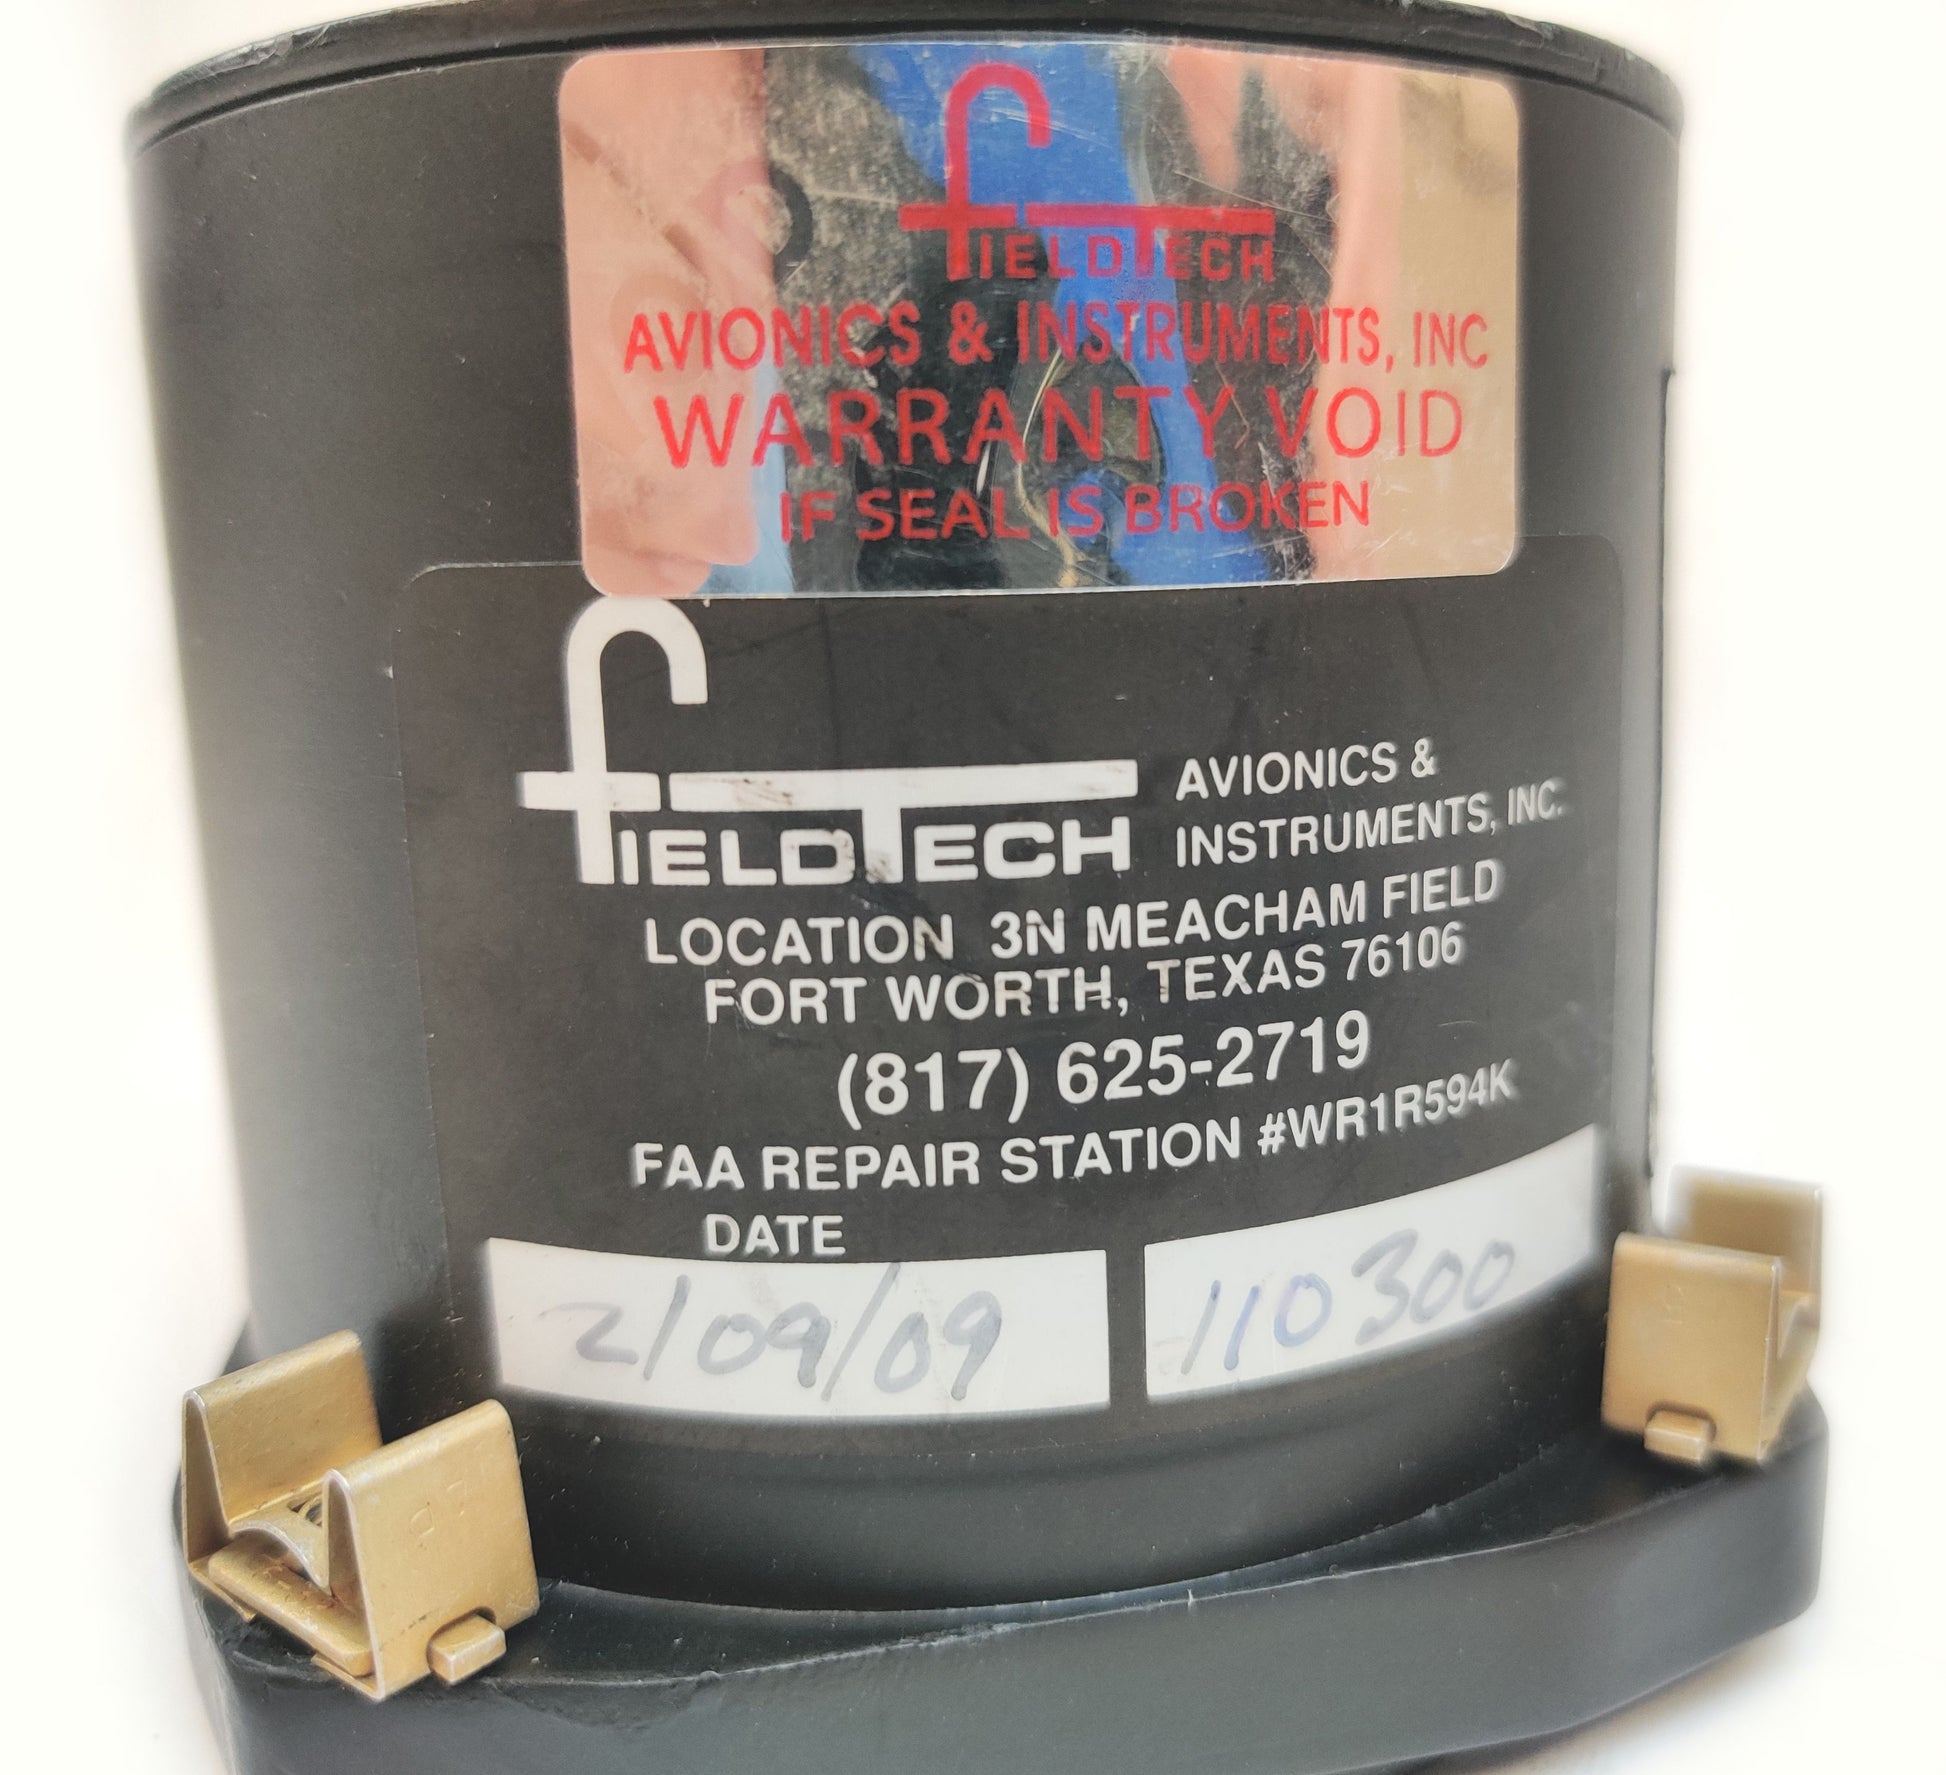 fIELDTECH
AVIONICS & INSTRUMENTS, INC
WARRANTY VOID
IF SEAL IS BROKEN
fIELDTECH AVIONICS &
INSTRUMENTS, INC.
LOCATION 3N MEACHAM FIELD
FORT WORTH, TEXAS 76106
(817) 625-2719
FAA REPAIR STATION #WR1R594K
DATE
2/09/09 110300